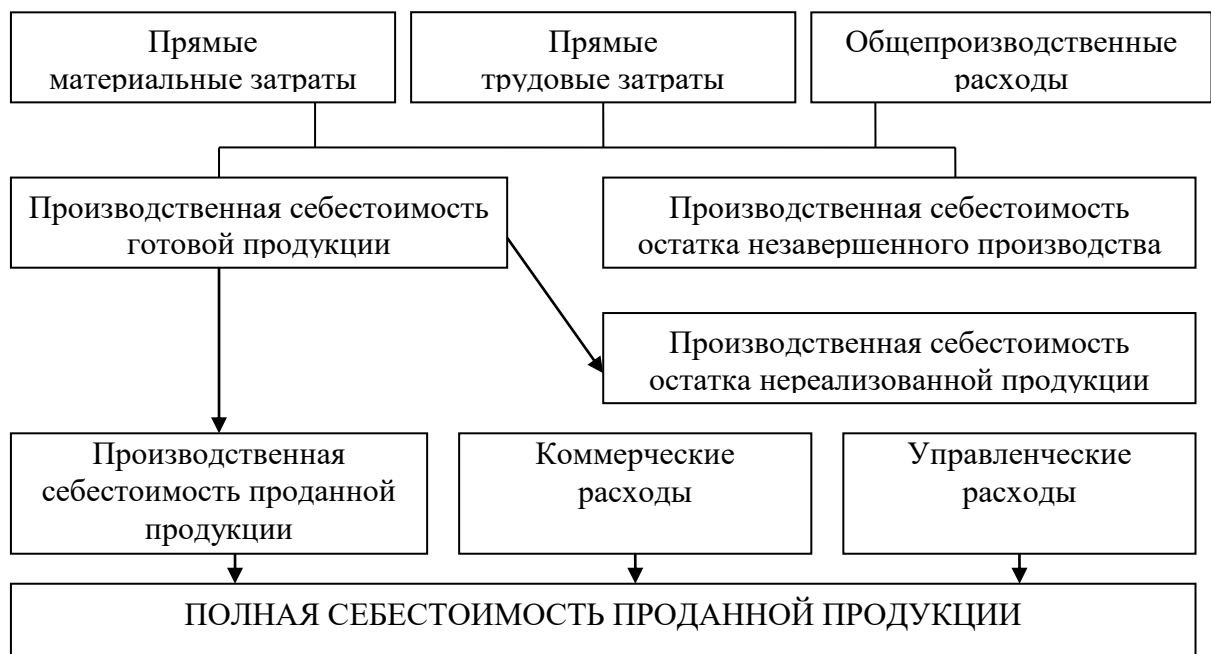 Прямые
материальные затраты
Прямые
трудовые затраты
Общепроизводственные
расходы
Производственная себестоимость
готовой продукции
Производственная себестоимость
остатка незавершенного производства
Производственная себестоимость
остатка нереализованной продукции
Производственная
себестоимость проданной
продукции
Коммерческие
расходы
Управленческие
расходы
ПОЛНАЯ СЕБЕСТОИМОСТЬ ПРОДАННОЙ ПРОДУКЦИИ